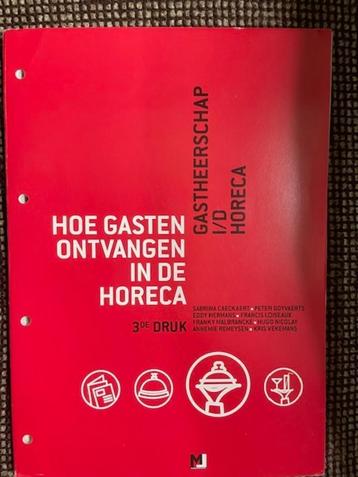 GASTHEERSCHAP
I/D
HORECA
HOE GASTEN
ONTVANGEN
IN DE
HORECA
3DE DRUK
SABRINA CAECKAERT • PETER GOYVAERTS
EDDY HERMANS • FRANCIS LOISEAUX
FRANKY MALBRANCKE • HUGO NICOLAY
ANNEMIE REMEYSEN • KRIS VEKEMANS